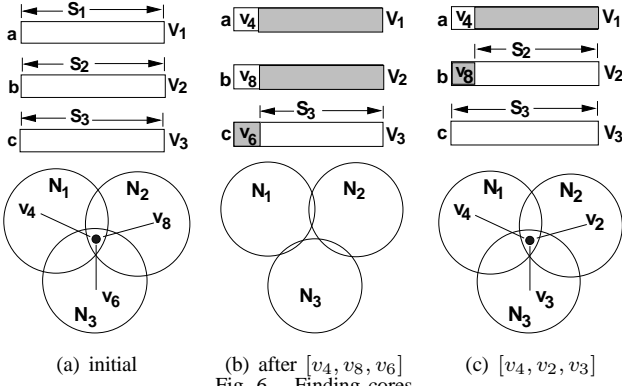 S1
a V1
S2
b V2
S3
c V3
N1 N2
v4 v8
v6
N3
(a) initial
a v4 V1
b v8 V2
S3
c v6 V3
N1 N2
N3
(b) after [v4, v8, v6]
a v4 V1
S2
b v8 V2
S3
c V3
N1 N2
v4 v2
v3
N3
(c) [v4, v2, v3]
Fig. 6. Finding cores